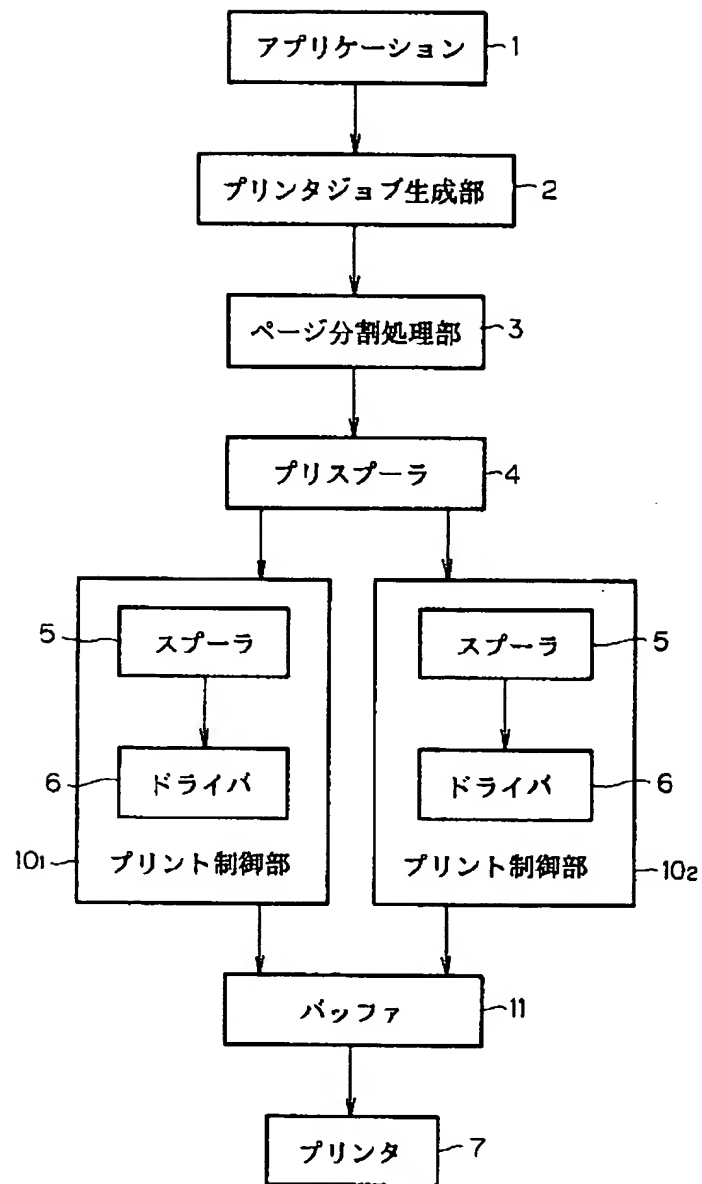 アプリケーション 1
プリンタジョブ生成部 2
ページ分割処理部 3
プリスプーラ 4
5 スプーラ スプーラ 5
6 ドライバ ドライバ 6
10₁ プリント制御部 プリント制御部 10₂
バッファ 11
プリンタ 7